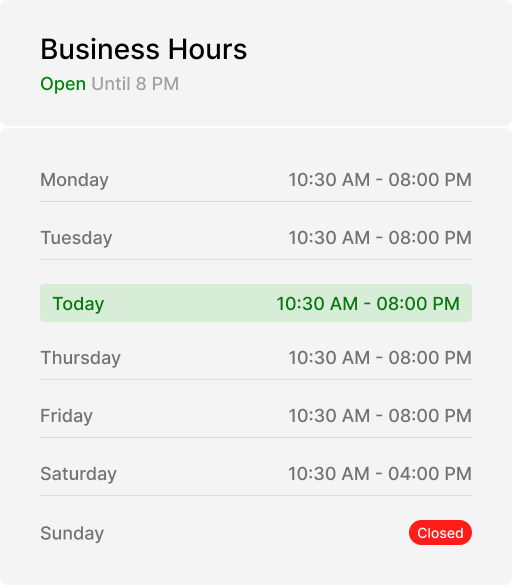 Business Hours
Open Until 8 PM
Monday 10:30 AM - 08:00 PM
Tuesday 10:30 AM - 08:00 PM
Today 10:30 AM - 08:00 PM
Thursday 10:30 AM - 08:00 PM
Friday 10:30 AM - 08:00 PM
Saturday 10:30 AM - 04:00 PM
Sunday Closed